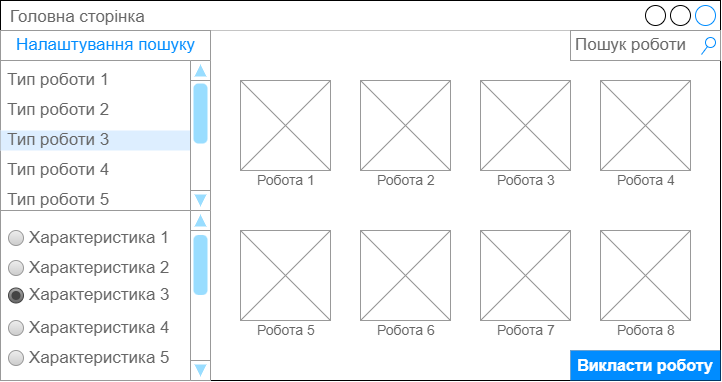 Головна сторінка
Налаштування пошуку
Пошук роботи
Тип роботи 1
Тип роботи 2
Тип роботи 3
Тип роботи 4
Тип роботи 5
Характеристика 1
Характеристика 2
Характеристика 3
Характеристика 4
Характеристика 5
Робота 1
Робота 2
Робота 3
Робота 4
Робота 5
Робота 6
Робота 7
Робота 8
Викласти роботу